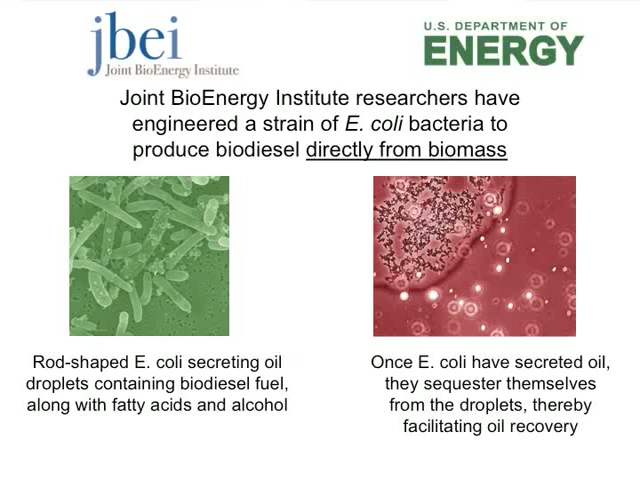 jbei
Joint BioEnergy Institute
U.S. DEPARTMENT OF
ENERGY
Joint BioEnergy Institute researchers have
engineered a strain of E. coli bacteria to
produce biodiesel directly from biomass
Rod-shaped E. coli secreting oil
droplets containing biodiesel fuel,
along with fatty acids and alcohol
Once E. coli have secreted oil,
they sequester themselves
from the droplets, thereby
facilitating oil recovery